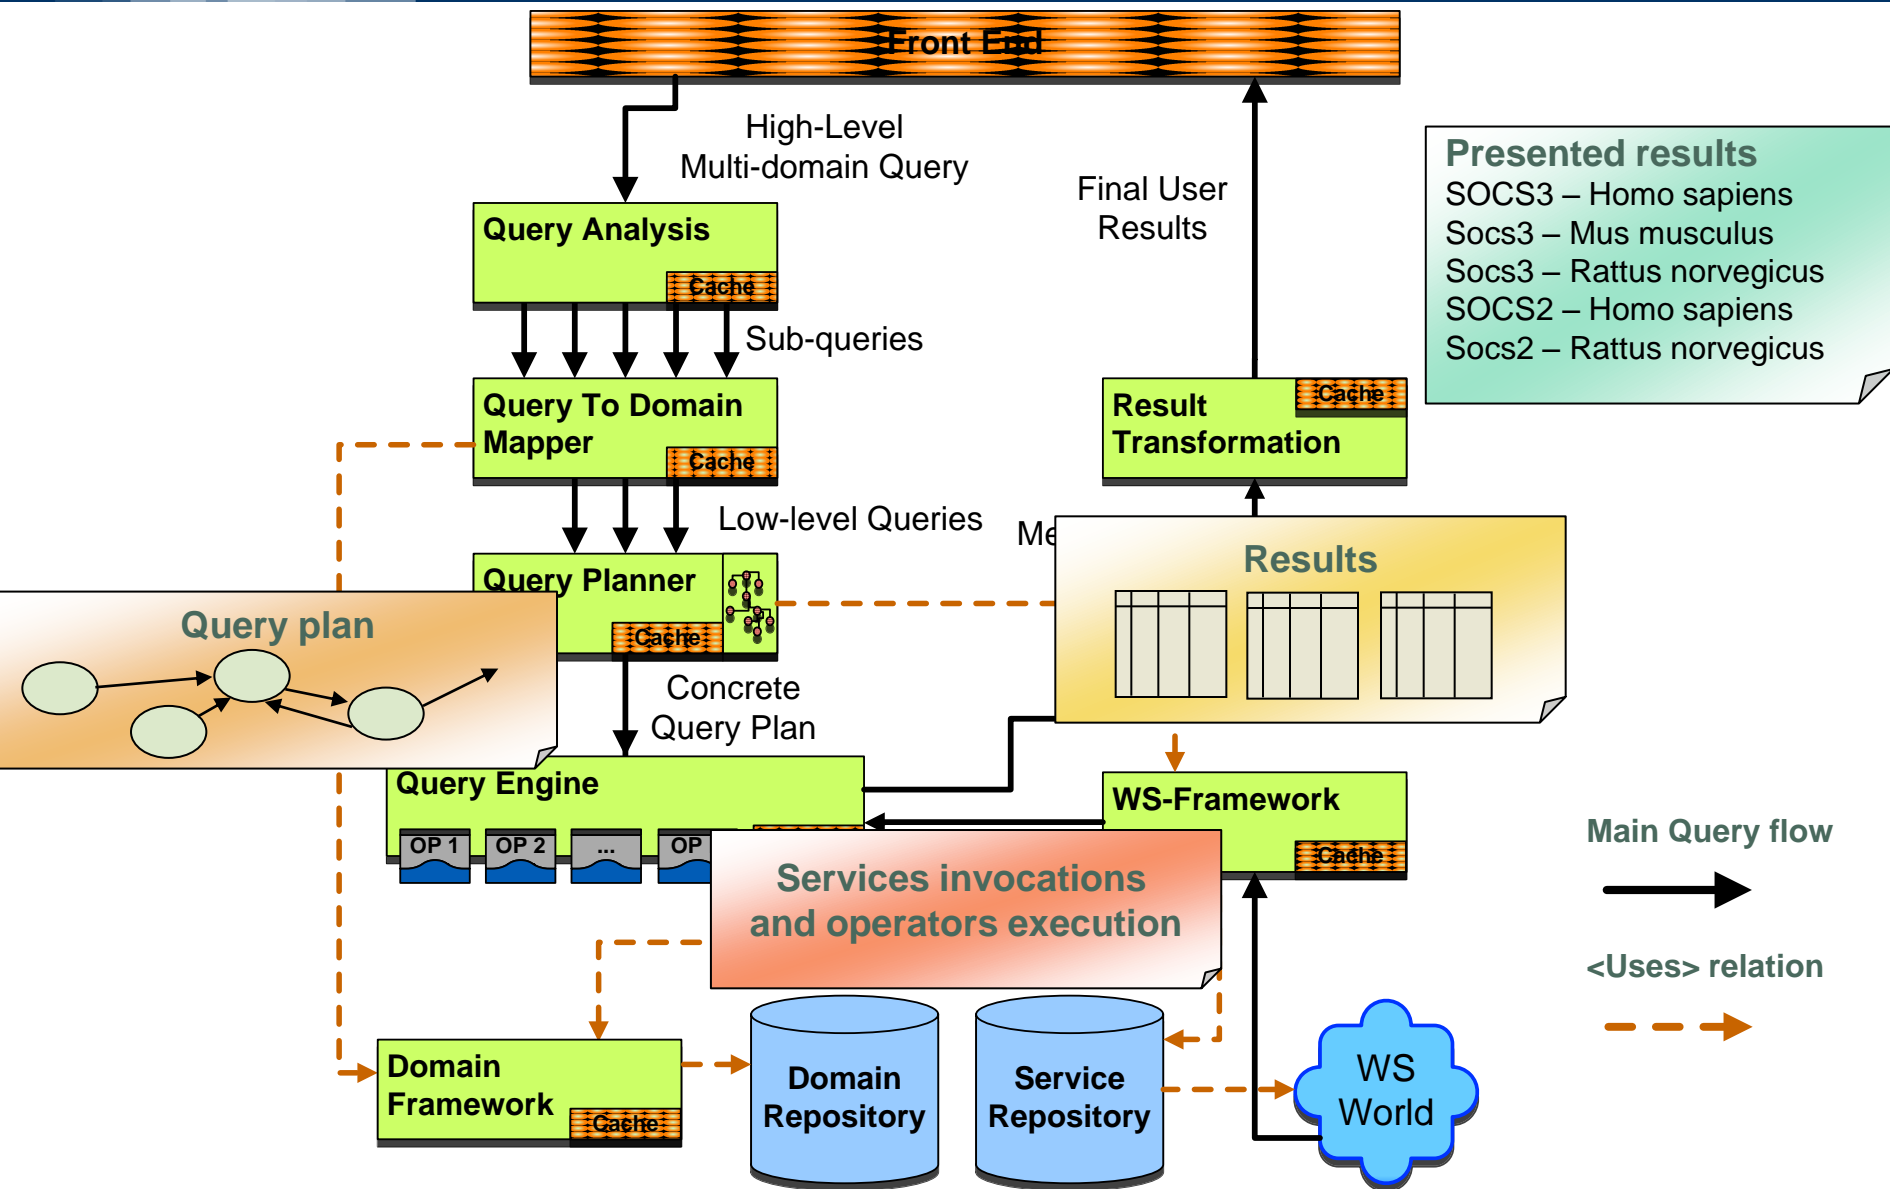 Front End
High-Level
Multi-domain Query
Final User
Results
Presented results
SOCS3 – Homo sapiens
Socs3 – Mus musculus
Socs3 – Rattus norvegicus
SOCS2 – Homo sapiens
Socs2 – Rattus norvegicus
Query Analysis
Cache
Sub-queries
Query To Domain
Mapper
Cache
Result
Transformation
Cache
Low-level Queries
Query Planner
Cache
Results
Query plan
Concrete
Query Plan
Query Engine
OP 1
OP 2
...
OP
WS-Framework
Cache
Services invocations
and operators execution
Main Query flow
<Uses> relation
Domain
Framework
Cache
Domain
Repository
Service
Repository
WS
World